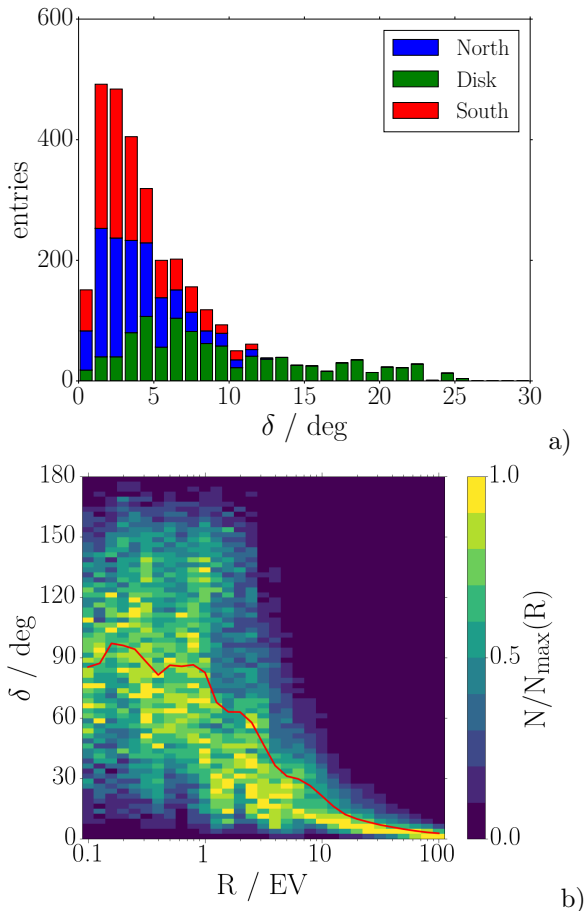 600
400
200
0
entries
North
Disk
South
0 5 10 15 20 25 30
δ / deg
a)
180
150
120
90
60
30
0
δ / deg
0.1 1 10 100
R / EV
1.0
0.5
0.0
N/N_max(R)
b)